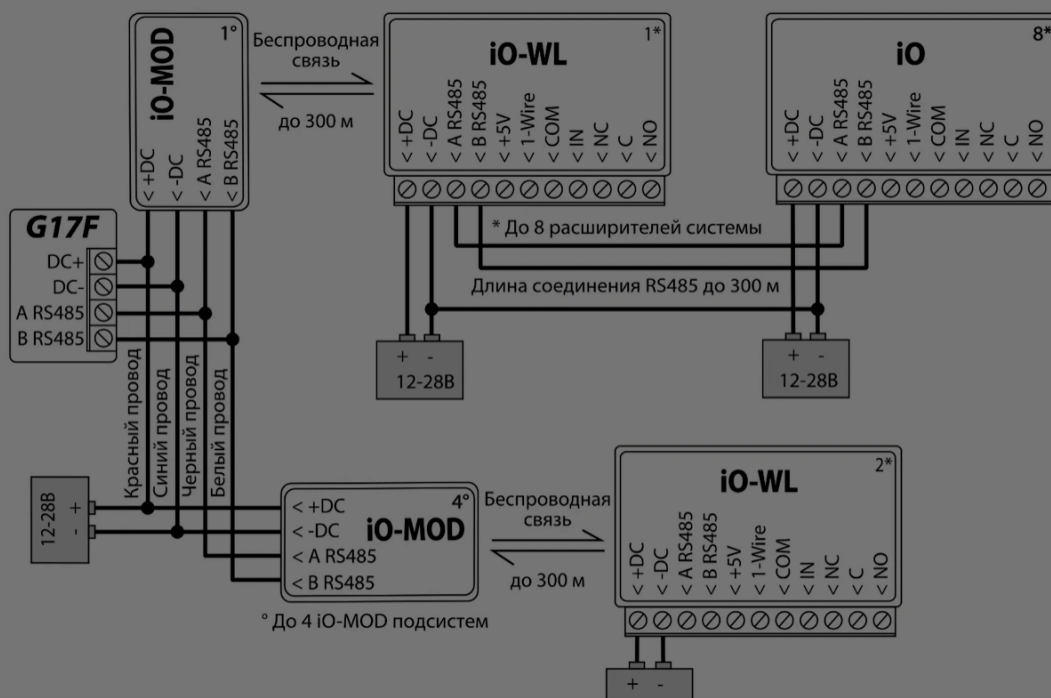 iO-MOD
1°
< +DC
< -DC
< A RS485
< B RS485
Беспроводная
связь
до 300 м
iO-WL
1*
< +DC
< -DC
< A RS485
< B RS485
< +5V
< 1-Wire
< COM
< IN
< NC
< C
< NO
iO
8*
< +DC
< -DC
< A RS485
< B RS485
< +5V
< 1-Wire
< COM
< IN
< NC
< C
< NO
G17F
DC+
DC-
A RS485
B RS485
* До 8 расширителей системы
Длина соединения RS485 до 300 м
+ -
12-28В
+ -
12-28В
Красный провод
Синий провод
Черный провод
Белый провод
12-28В
+
-
4°
iO-MOD
< +DC
< -DC
< A RS485
< B RS485
° До 4 iO-MOD подсистем
Беспроводная
связь
до 300 м
2*
iO-WL
< +DC
< -DC
< A RS485
< B RS485
< +5V
< 1-Wire
< COM
< IN
< NC
< C
< NO
+ -